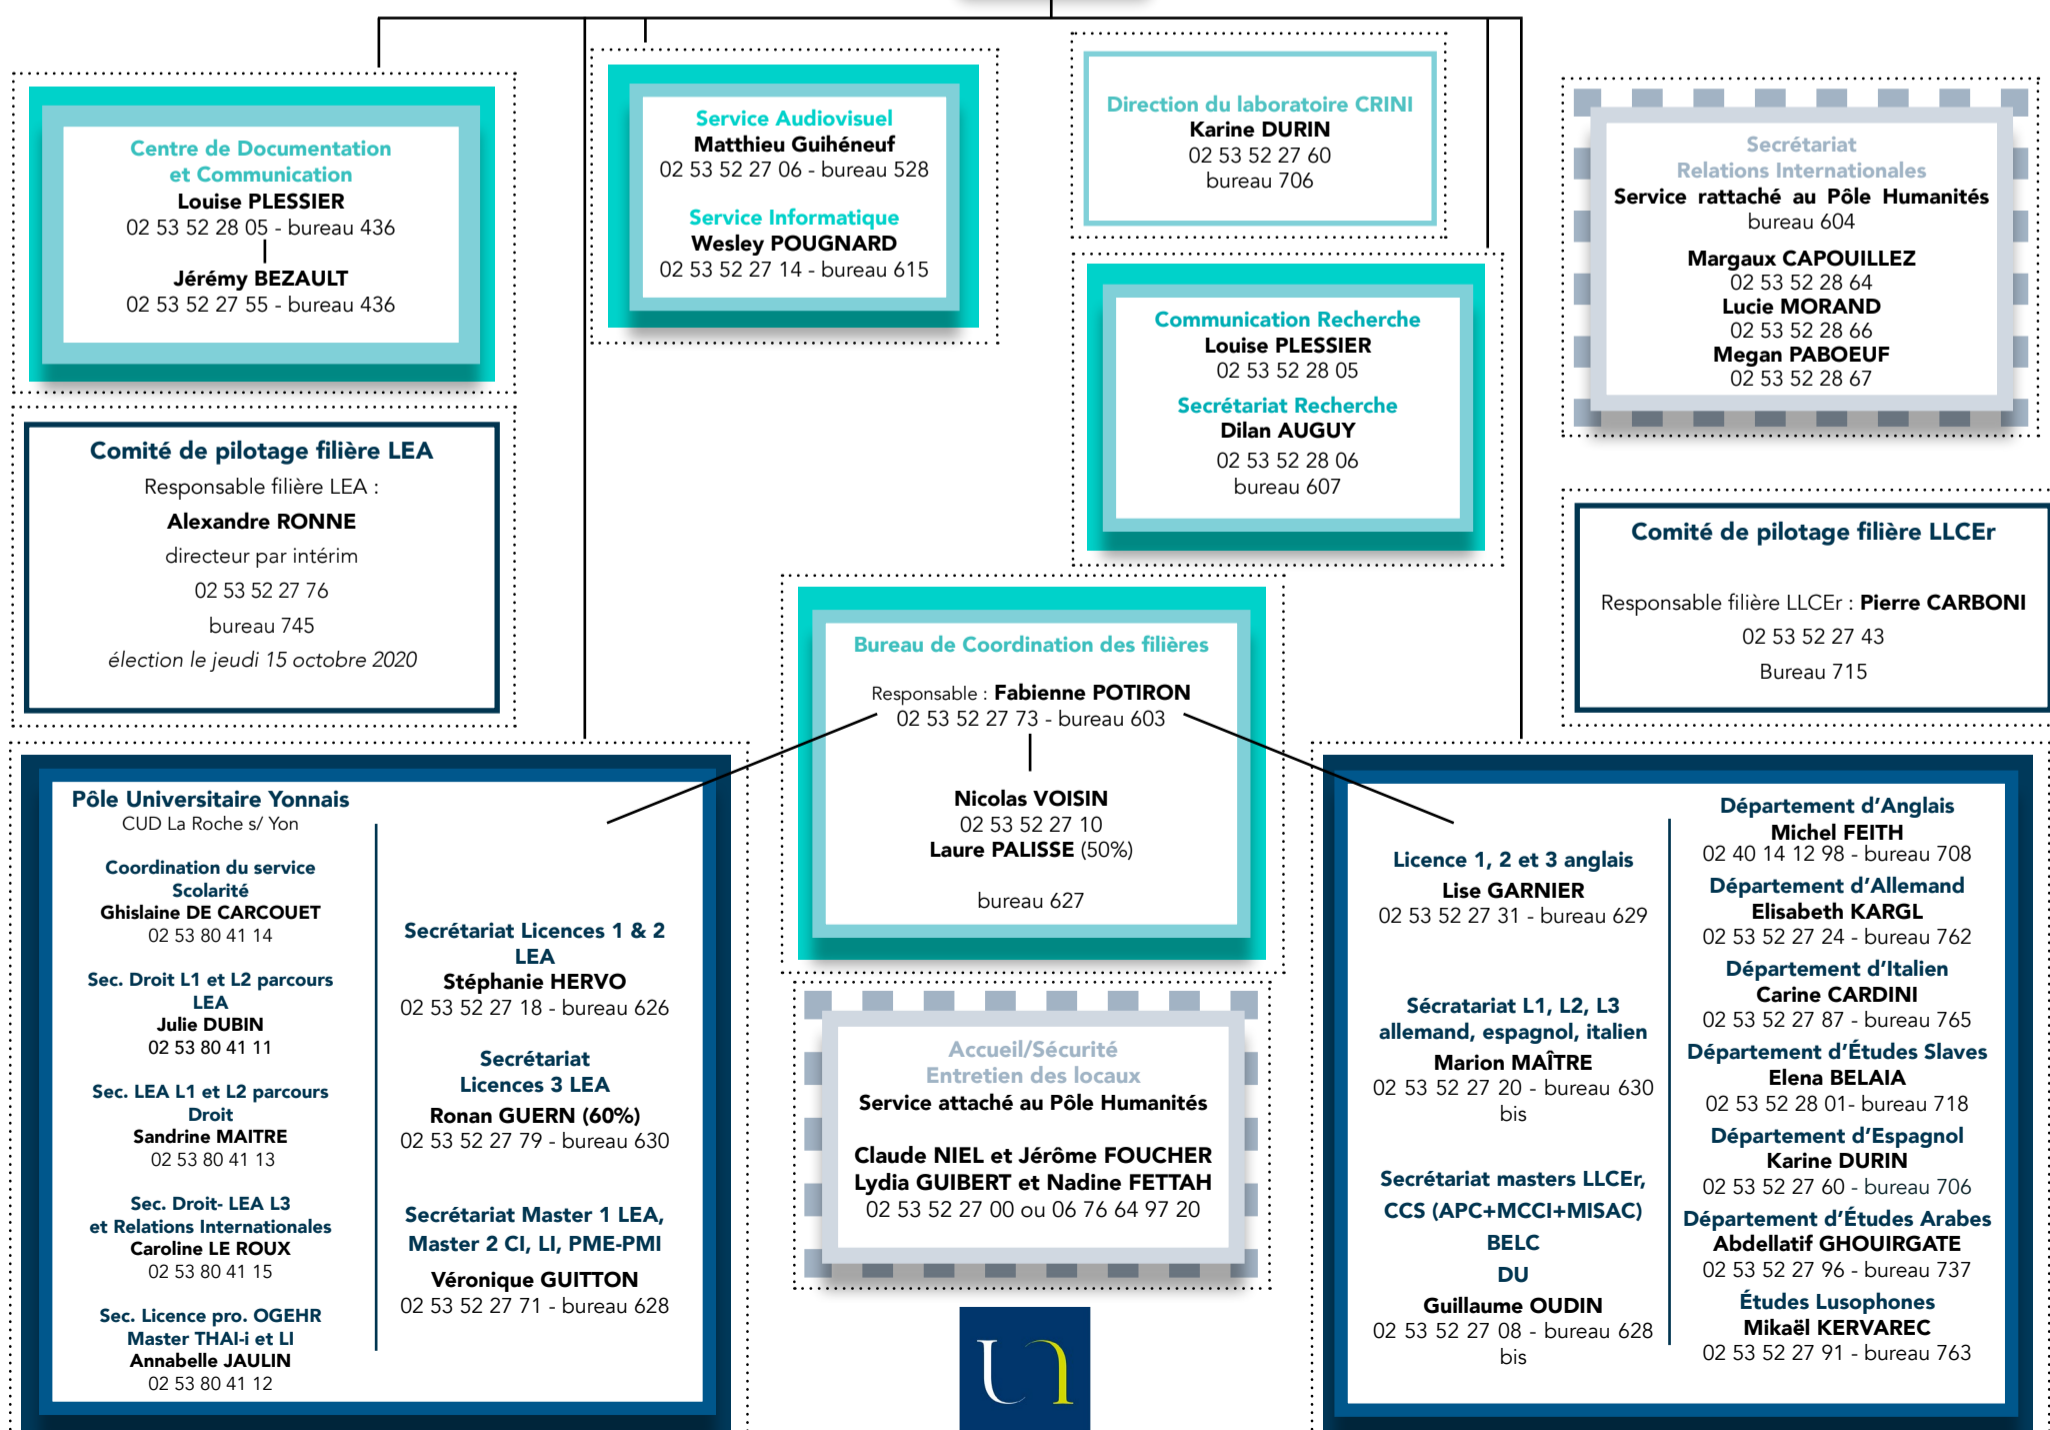 Centre de Documentation
et Communication
Louise PLESSIER
02 53 52 28 05 - bureau 436
Jérémy BEZAULT
02 53 52 27 55 - bureau 436
Service Audiovisuel
Matthieu Guihéneuf
02 53 52 27 06 - bureau 528
Service Informatique
Wesley POUGNARD
02 53 52 27 14 - bureau 615
Direction du laboratoire CRINI
Karine DURIN
02 53 52 27 60
bureau 706
Secrétariat
Relations Internationales
Service rattaché au Pôle Humanités
bureau 604
Margaux CAPOUILLEZ
02 53 52 28 64
Lucie MORAND
02 53 52 28 66
Megan PABOEUF
02 53 52 28 67
Communication Recherche
Louise PLESSIER
02 53 52 28 05
Secrétariat Recherche
Dilan AUGUY
02 53 52 28 06
bureau 607
Comité de pilotage filière LEA
Responsable filière LEA :
Alexandre RONNE
directeur par intérim
02 53 52 27 76
bureau 745
élection le jeudi 15 octobre 2020
Comité de pilotage filière LLCEr
Responsable filière LLCEr : Pierre CARBONI
02 53 52 27 43
Bureau 715
Bureau de Coordination des filières
Responsable : Fabienne POTIRON
02 53 52 27 73 - bureau 603
Nicolas VOISIN
02 53 52 27 10
Laure PALISSE (50%)
bureau 627
Pôle Universitaire Yonnais
CUD La Roche s/ Yon
Coordination du service
Scolarité
Ghislaine DE CARCOUET
02 53 80 41 14
Sec. Droit L1 et L2 parcours
LEA
Julie DUBIN
02 53 80 41 11
Sec. LEA L1 et L2 parcours
Droit
Sandrine MAITRE
02 53 80 41 13
Sec. Droit- LEA L3
et Relations Internationales
Caroline LE ROUX
02 53 80 41 15
Sec. Licence pro. OGEHR
Master THAI-i et LI
Annabelle JAULIN
02 53 80 41 12
Secrétariat Licences 1 & 2
LEA
Stéphanie HERVO
02 53 52 27 18 - bureau 626
Secrétariat
Licences 3 LEA
Ronan GUERN (60%)
02 53 52 27 79 - bureau 630
Secrétariat Master 1 LEA,
Master 2 CI, LI, PME-PMI
Véronique GUITTON
02 53 52 27 71 - bureau 628
Accueil/Sécurité
Entretien des locaux
Service attaché au Pôle Humanités
Claude NIEL et Jérôme FOUCHER
Lydia GUIBERT et Nadine FETTAH
02 53 52 27 00 ou 06 76 64 97 20
Licence 1, 2 et 3 anglais
Lise GARNIER
02 53 52 27 31 - bureau 629
Sécratariat L1, L2, L3
allemand, espagnol, italien
Marion MAÎTRE
02 53 52 27 20 - bureau 630
bis
Secrétariat masters LLCEr,
CCS (APC+MCCI+MISAC)
BELC
DU
Guillaume OUDIN
02 53 52 27 08 - bureau 628
bis
Département d'Anglais
Michel FEITH
02 40 14 12 98 - bureau 708
Département d'Allemand
Elisabeth KARGL
02 53 52 27 24 - bureau 762
Département d'Italien
Carine CARDINI
02 53 52 27 87 - bureau 765
Département d'Études Slaves
Elena BELAIA
02 53 52 28 01- bureau 718
Département d'Espagnol
Karine DURIN
02 53 52 27 60 - bureau 706
Département d'Études Arabes
Abdellatif GHOUIRGATE
02 53 52 27 96 - bureau 737
Études Lusophones
Mikaël KERVAREC
02 53 52 27 91 - bureau 763